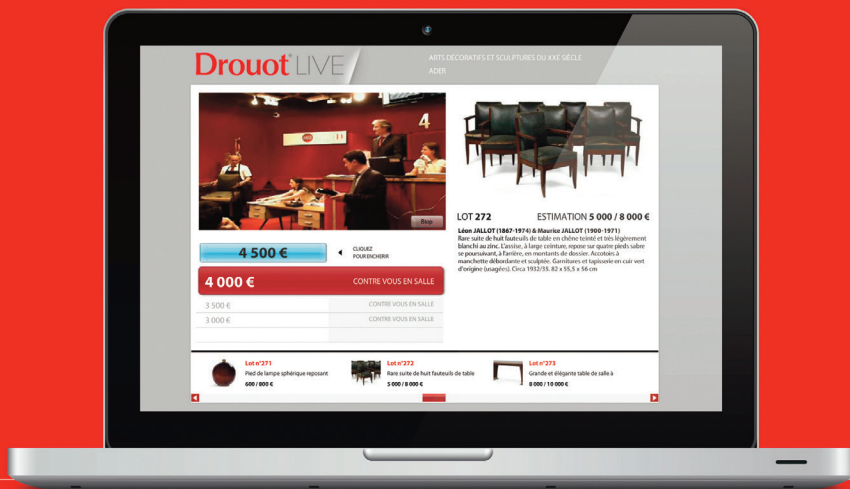 Drouot LIVE
ARTS DÉCORATIFS ET SCULPTURES DU XXE SIÈCLE
ADER
4
Stop
4 500 €
CLIQUEZ
POUR ENCHERIR
4 000 €
CONTRE VOUS EN SALLE
3 500 €
CONTRE VOUS EN SALLE
3 000 €
CONTRE VOUS EN SALLE
LOT 272
ESTIMATION 5 000 / 8 000 €
Léon JALLOT (1867-1974) & Maurice JALLOT (1900-1971)
Rare suite de huit fauteuils de table en chêne teinté et très légèrement
blanchi au zinc. L'assise, à large ceinture, repose sur quatre pieds sabre
se poursuivant, à l'arrière, en montants de dossier. Accotoirs à
manchette débordante et sculptée. Garnitures et tapisserie en cuir vert
d'origine (usagées). Circa 1932/35. 82 x 55,5 x 56 cm
Lot n°271
Pied de lampe sphérique reposant
600 / 800 €
Lot n°272
Rare suite de huit fauteuils de table
5 000 / 8 000 €
Lot n°273
Grande et élégante table de salle à
8 000 / 10 000 €